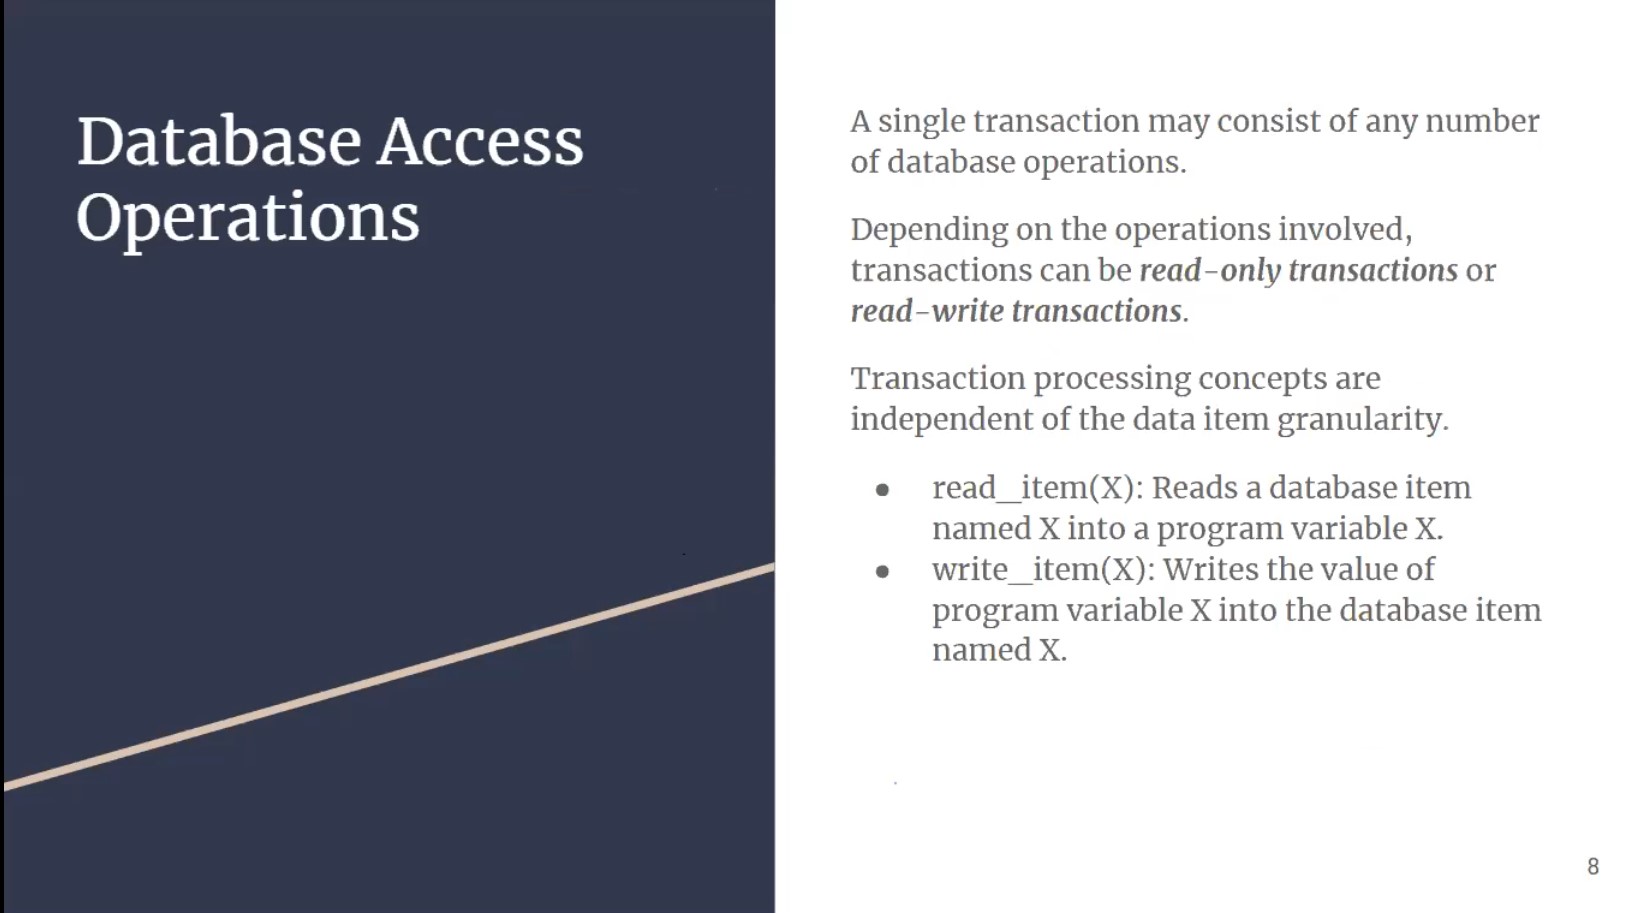 Database Access
Operations
A single transaction may consist of any number
of database operations.
Depending on the operations involved,
transactions can be read-only transactions or
read-write transactions.
Transaction processing concepts are
independent of the data item granularity.
● read_item(X): Reads a database item
named X into a program variable X.
● write_item(X): Writes the value of
program variable X into the database item
named X.
8